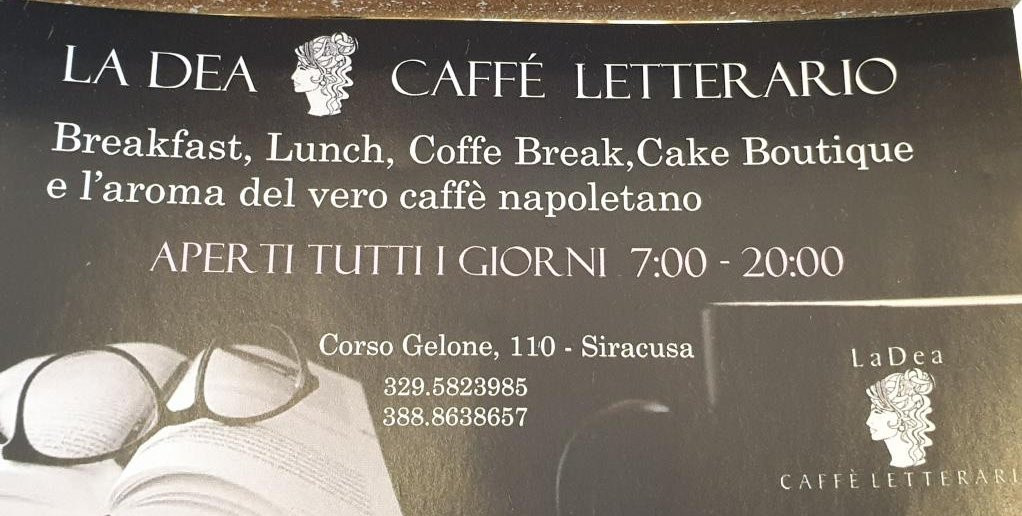 LA DEA CAFFÉ LETTERARIO
Breakfast, Lunch, Coffe Break, Cake Boutique
e l'aroma del vero caffè napoletano
APERTI TUTTI I GIORNI 7:00 - 20:00
Corso Gelone, 110 - Siracusa
329.5823985
388.8638657
LaDea
CAFFÈ LETTERARI